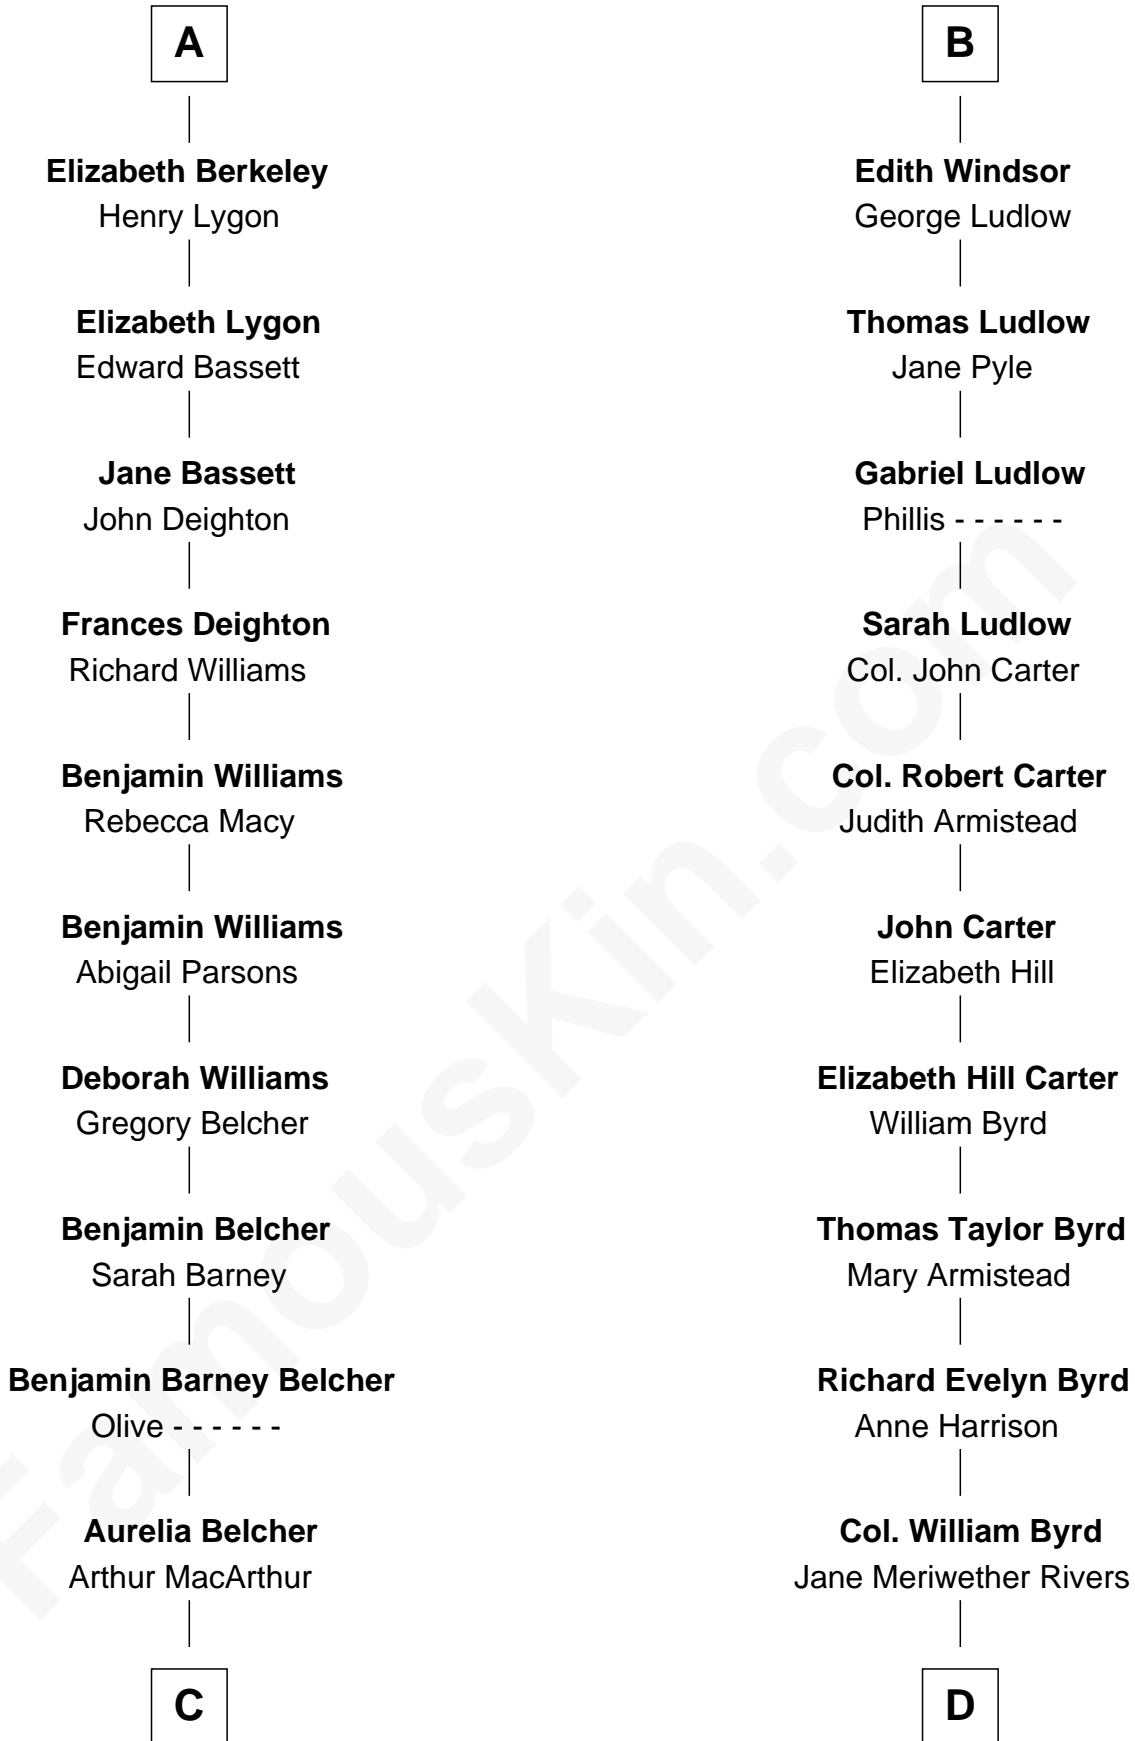 A
Elizabeth Berkeley
Henry Lygon
Elizabeth Lygon
Edward Bassett
Jane Bassett
John Deighton
Frances Deighton
Richard Williams
Benjamin Williams
Rebecca Macy
Benjamin Williams
Abigail Parsons
Deborah Williams
Gregory Belcher
Benjamin Belcher
Sarah Barney
Benjamin Barney Belcher
Olive - - - - - -
Aurelia Belcher
Arthur MacArthur
C
B
Edith Windsor
George Ludlow
Thomas Ludlow
Jane Pyle
Gabriel Ludlow
Phillis - - - - - -
Sarah Ludlow
Col. John Carter
Col. Robert Carter
Judith Armistead
John Carter
Elizabeth Hill
Elizabeth Hill Carter
William Byrd
Thomas Taylor Byrd
Mary Armistead
Richard Evelyn Byrd
Anne Harrison
Col. William Byrd
Jane Meriwether Rivers
D
FamousKin.com